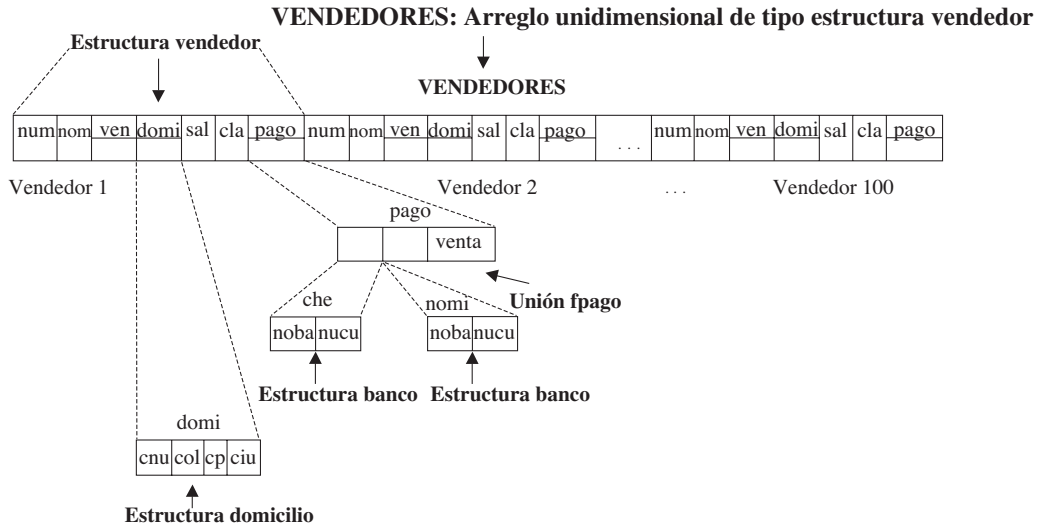 VENDEDORES: Arreglo unidimensional de tipo estructura vendedor
Estructura vendedor
VENDEDORES
num nom ven domi sal cla pago num nom ven domi sal cla pago ... num nom ven domi sal cla pago
Vendedor 1 Vendedor 2 ... Vendedor 100
pago
venta
Unión fpago
che nomi
noba nucu noba nucu
Estructura banco Estructura banco
domi
cnu col cp ciu
Estructura domicilio